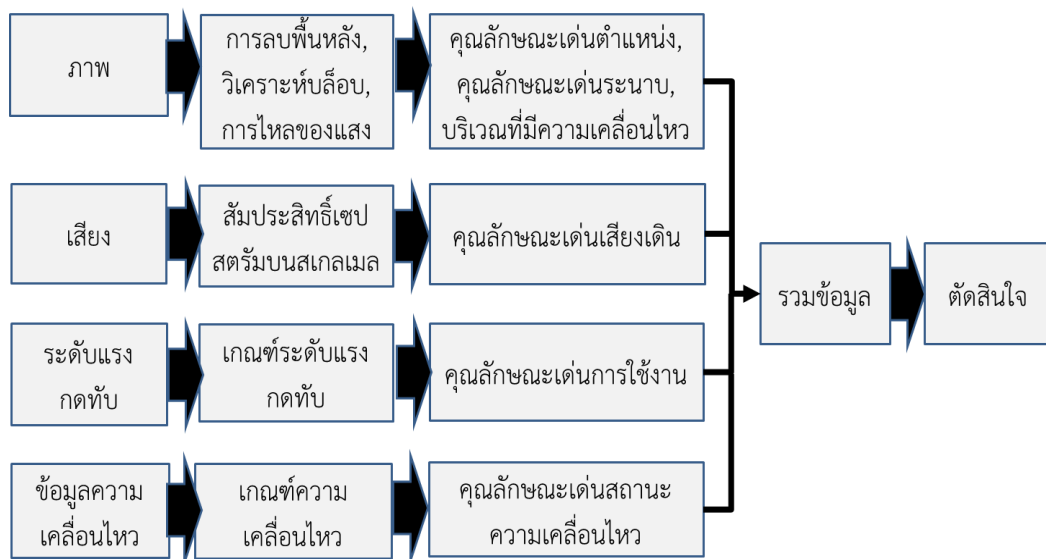 ภาพ
การลบพื้นหลัง,
วิเคราะห์บล็อบ,
การไหลของแสง
คุณลักษณะเด่นตำแหน่ง,
คุณลักษณะเด่นระนาบ,
บริเวณที่มีความเคลื่อนไหว
เสียง
สัมประสิทธิ์เซป
สตรัมบนสเกลเมล
คุณลักษณะเด่นเสียงเดิน
ระดับแรง
กดทับ
เกณฑ์ระดับแรง
กดทับ
คุณลักษณะเด่นการใช้งาน
ข้อมูลความ
เคลื่อนไหว
เกณฑ์ความ
เคลื่อนไหว
คุณลักษณะเด่นสถานะ
ความเคลื่อนไหว
รวมข้อมูล
ตัดสินใจ